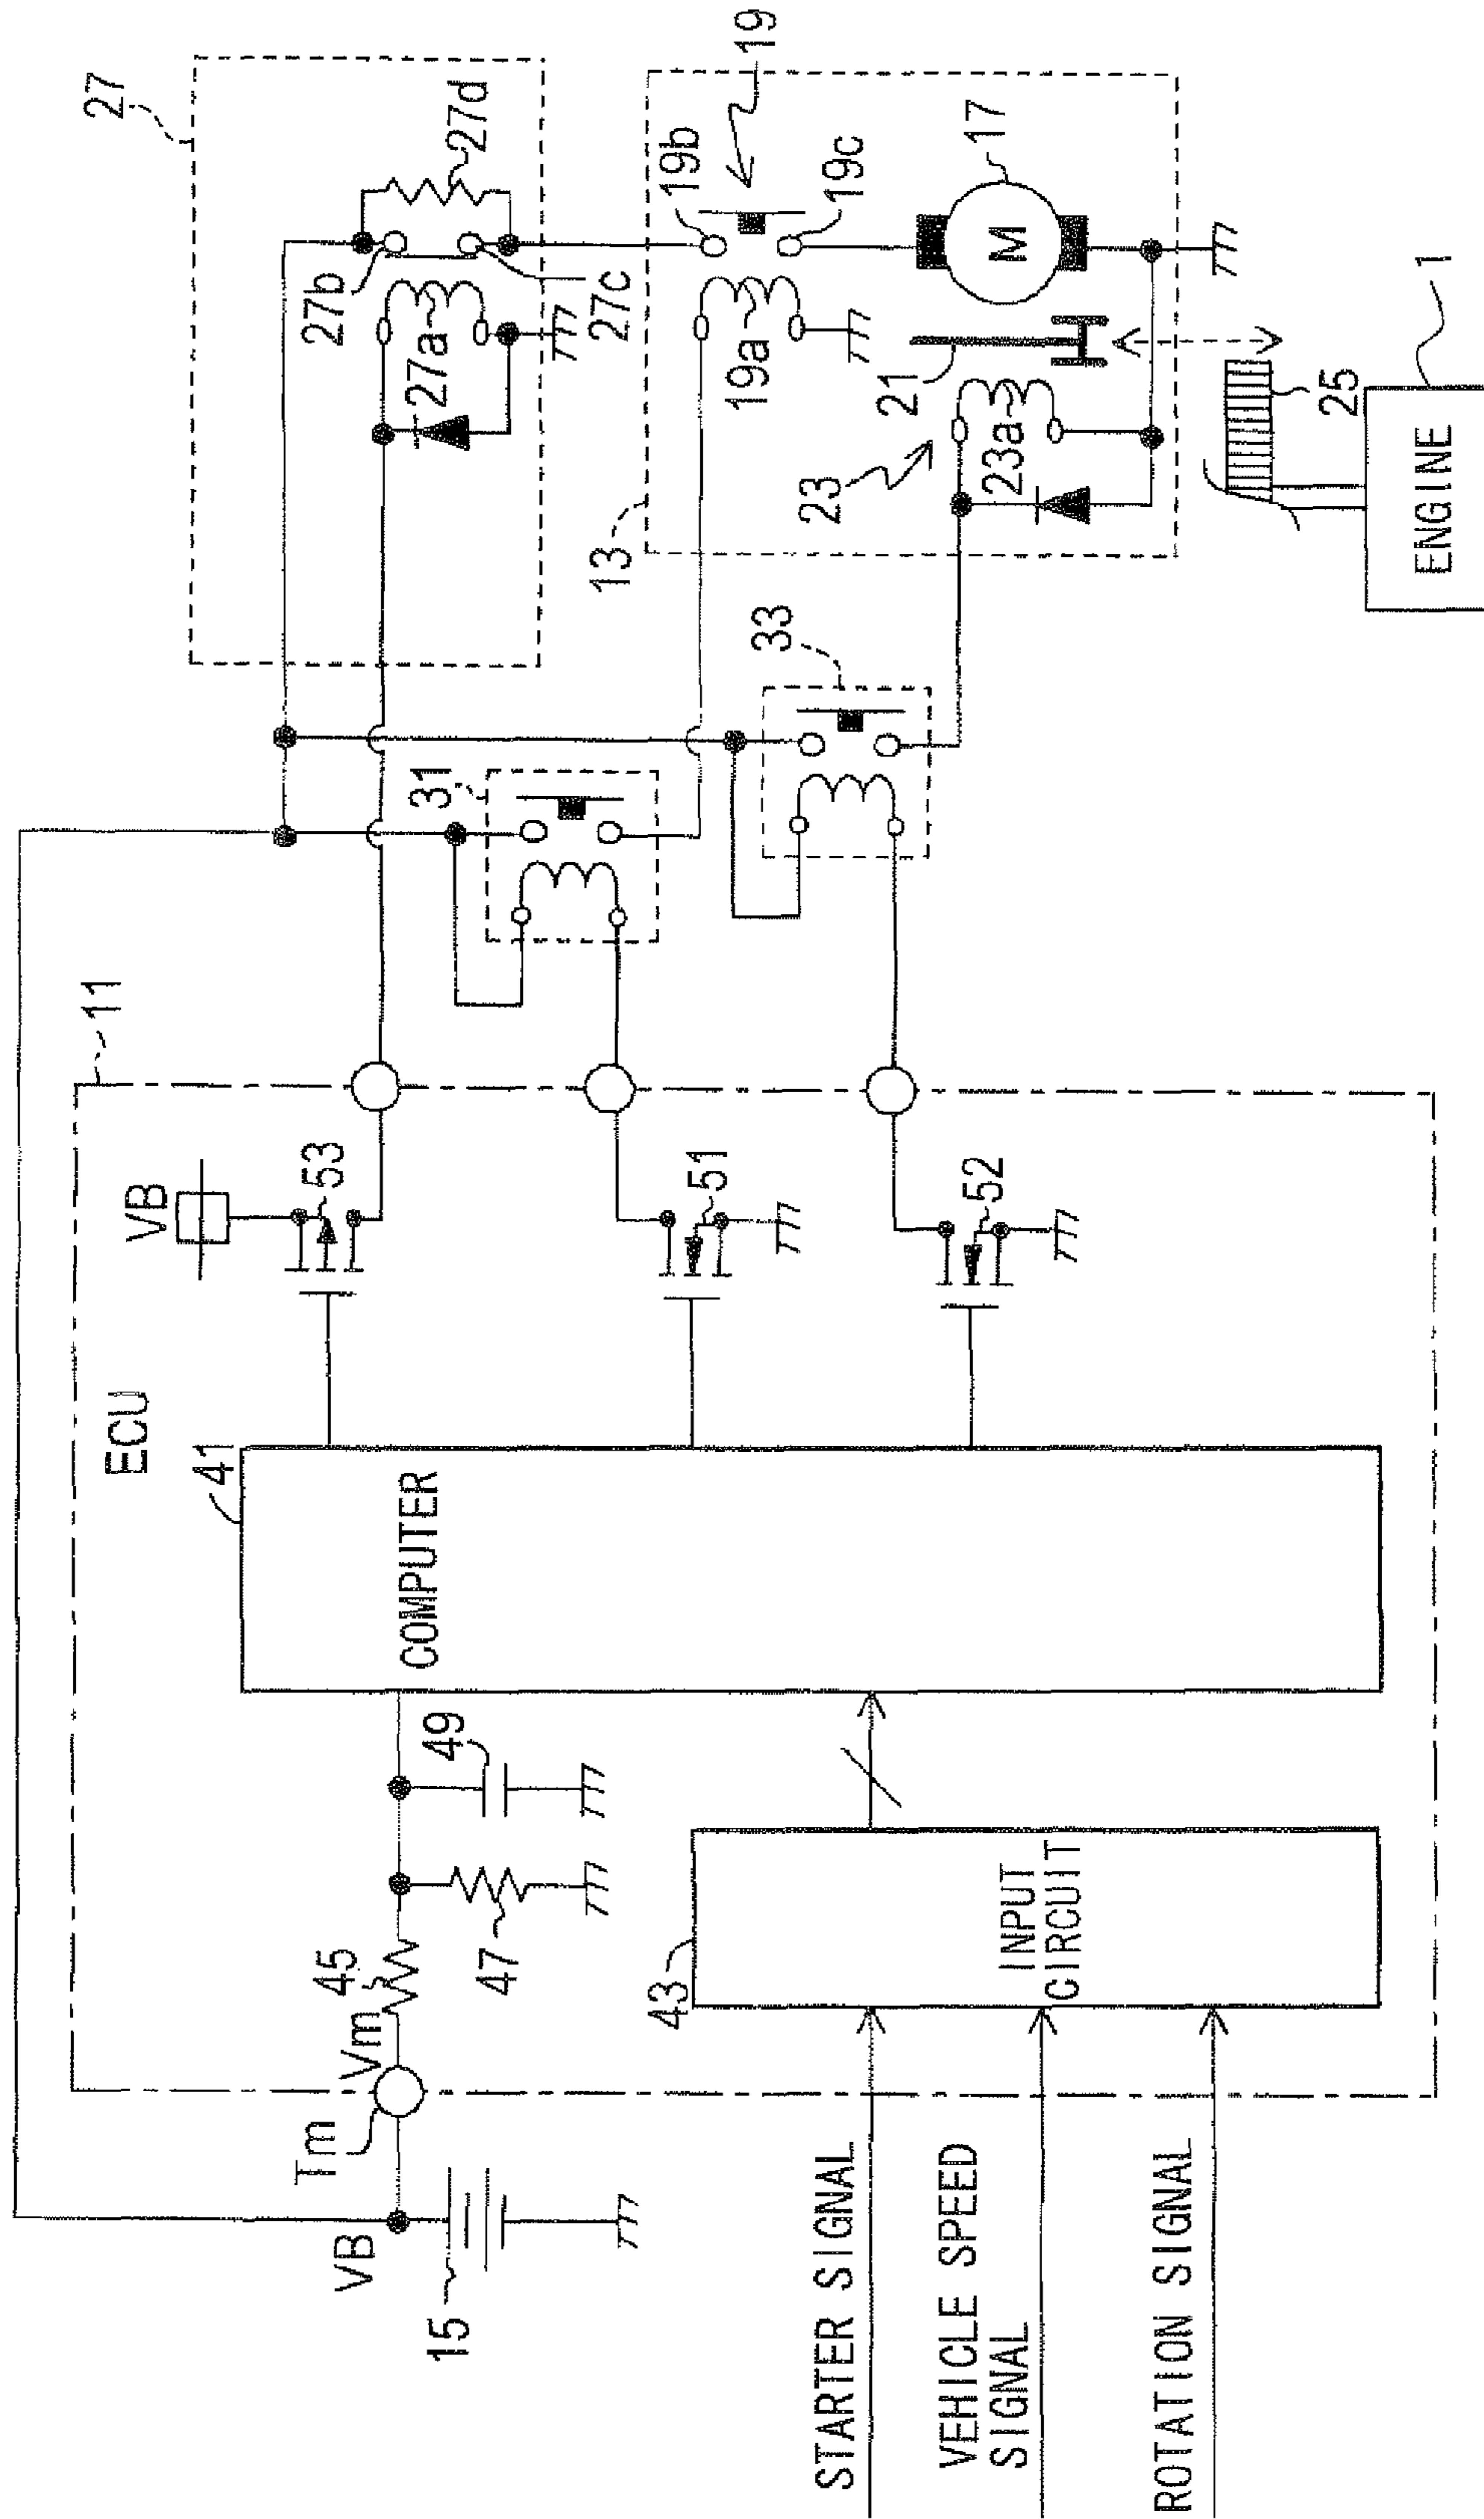 27
27d
27b
27c
27a
19
19b
19c
19a
17
M
21
23
23a
13
1
25
ENGINE
33
31
11
VB
53
51
52
ECU
41
COMPUTER
49
47
45
Vm
Tm
VB
15
43
INPUT
CIRCUIT
STARTER SIGNAL
VEHICLE SPEED
SIGNAL
ROTATION SIGNAL